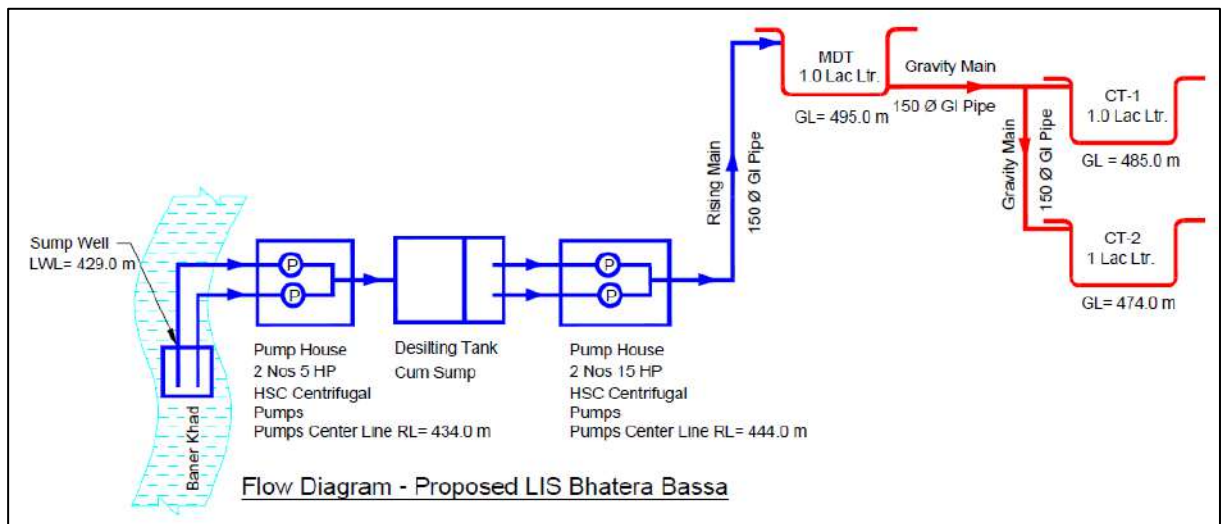 MDT
1.0 Lac Ltr.
GL= 495.0 m
Gravity Main
150 Ø GI Pipe
CT-1
1.0 Lac Ltr.
GL = 485.0 m
Gravity Main
150 Ø GI Pipe
CT-2
1 Lac Ltr.
GL= 474.0 m
Rising Main
150 Ø GI Pipe
Sump Well
LWL= 429.0 m
P
P
P
P
Baner Khad
Pump House
2 Nos 5 HP
HSC Centrifugal
Pumps
Pumps Center Line RL= 434.0 m
Desilting Tank
Cum Sump
Pump House
2 Nos 15 HP
HSC Centrifugal
Pumps
Pumps Center Line RL= 444.0 m
Flow Diagram - Proposed LIS Bhatera Bassa